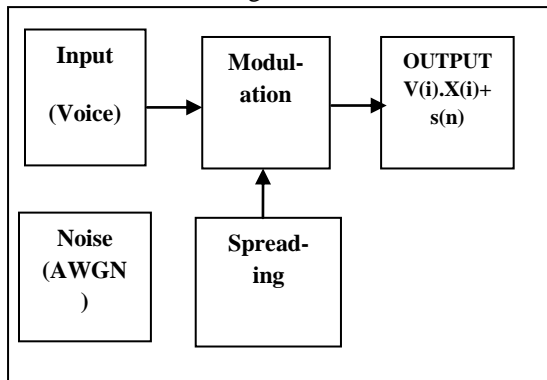 Input
(Voice)
Modul-
ation
OUTPUT
V(i).X(i)+
s(n)
Noise
(AWGN
)
Spread-
ing